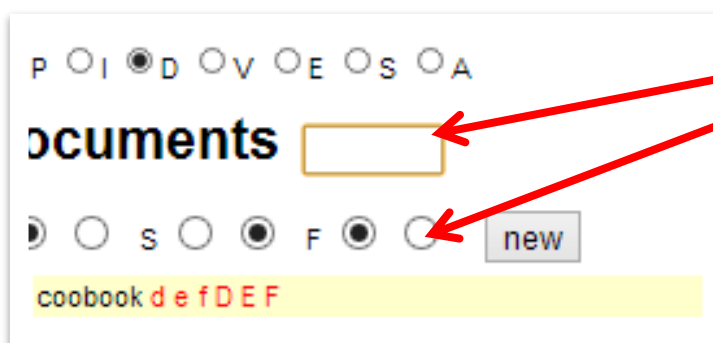 P I D V E S A
ocuments
S F new
coobook d e f D E F